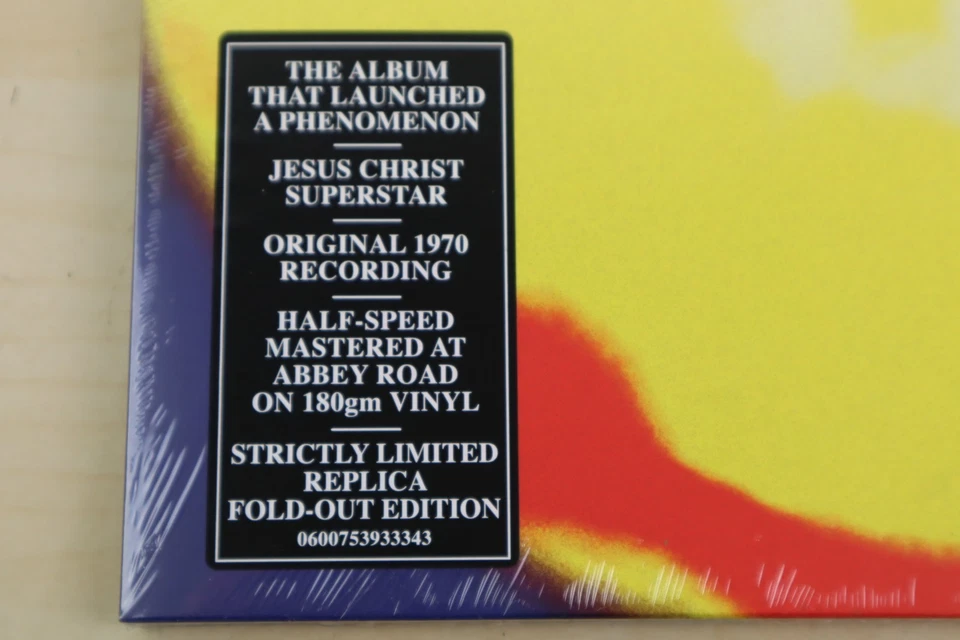 THE ALBUM
THAT LAUNCHED
A PHENOMENON
JESUS CHRIST
SUPERSTAR
ORIGINAL 1970
RECORDING
HALF-SPEED
MASTERED AT
ABBEY ROAD
ON 180gm VINYL
STRICTLY LIMITED
REPLICA
FOLD-OUT EDITION
0600753933343